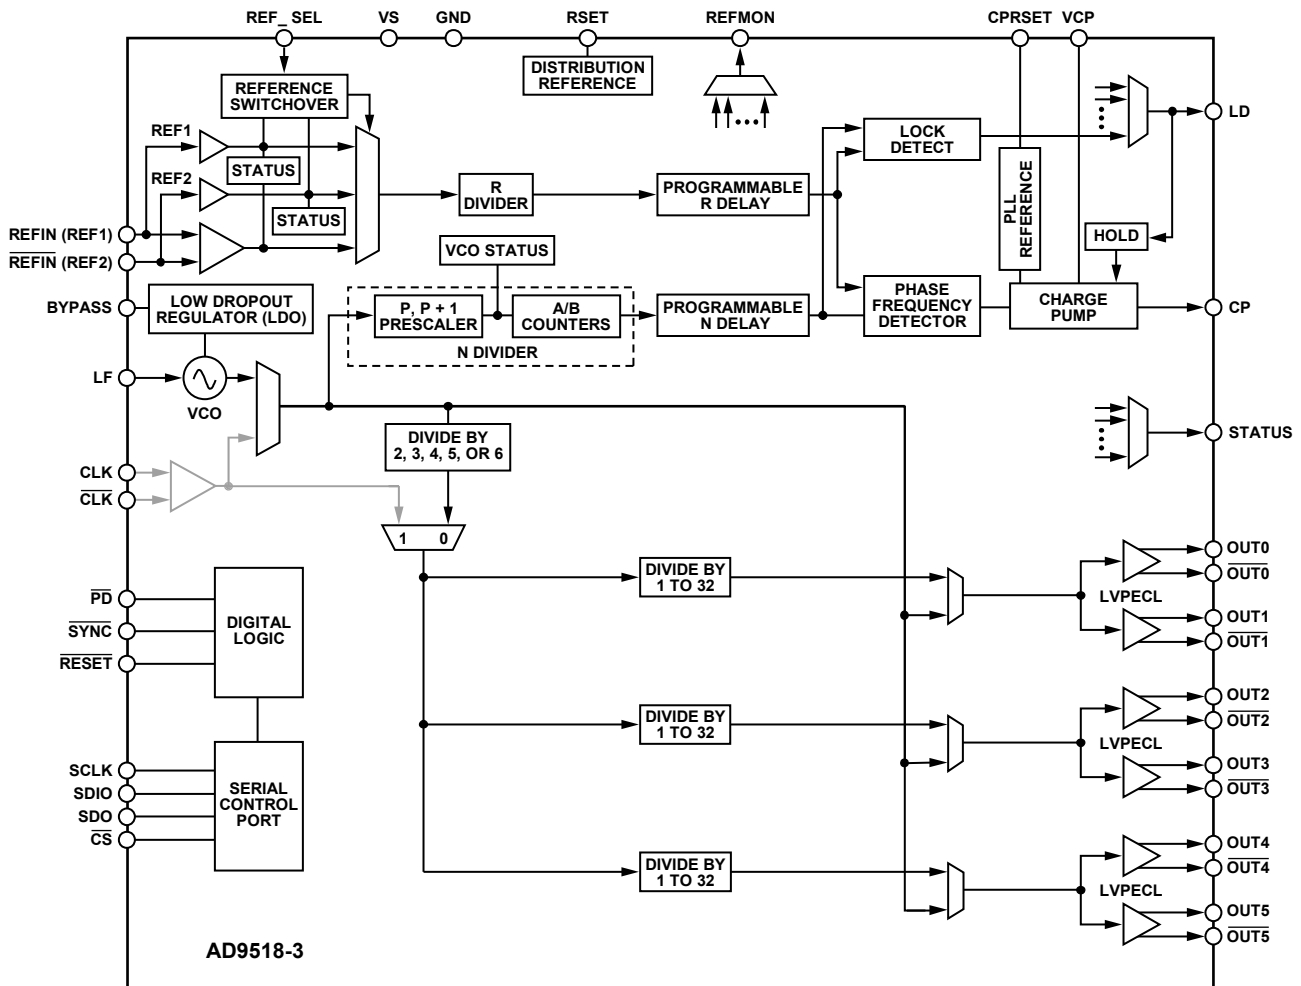 REF_ SEL
VS
GND
RSET
REFMON
CPRSET
VCP
DISTRIBUTION
REFERENCE
REFERENCE
SWITCHOVER
REF1
STATUS
REF2
STATUS
REFIN (REF1)
REFIN (REF2)
BYPASS
LOW DROPOUT
REGULATOR (LDO)
LF
VCO
R
DIVIDER
PROGRAMMABLE
R DELAY
VCO STATUS
P, P + 1
PRESCALER
A/B
COUNTERS
N DIVIDER
PROGRAMMABLE
N DELAY
LOCK
DETECT
PLL
REFERENCE
HOLD
PHASE
FREQUENCY
DETECTOR
CHARGE
PUMP
LD
CP
STATUS
CLK
CLK
DIVIDE BY
2, 3, 4, 5, OR 6
1 0
PD
SYNC
RESET
DIGITAL
LOGIC
SCLK
SDIO
SDO
CS
SERIAL
CONTROL
PORT
DIVIDE BY
1 TO 32
LVPECL
OUT0
OUT0
OUT1
OUT1
DIVIDE BY
1 TO 32
LVPECL
OUT2
OUT2
OUT3
OUT3
DIVIDE BY
1 TO 32
LVPECL
OUT4
OUT4
OUT5
OUT5
AD9518-3